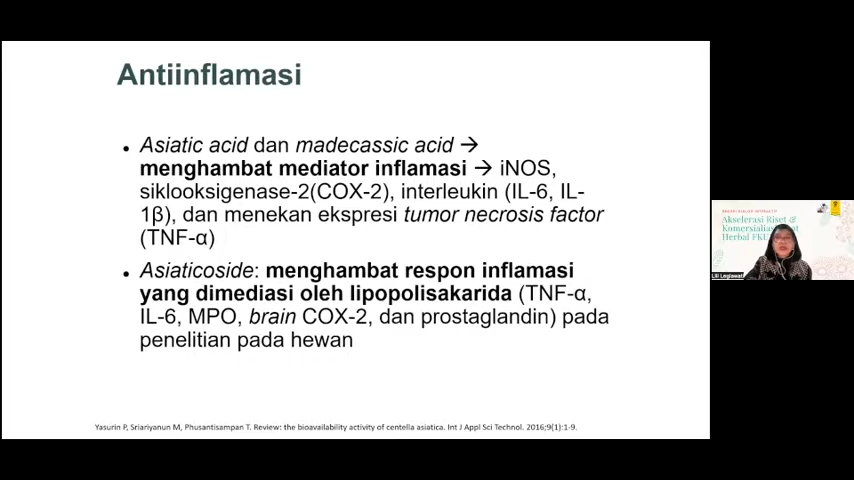 Antiinflamasi
• Asiatic acid dan madecassic acid →
menghambat mediator inflamasi → iNOS,
siklooksigenase-2(COX-2), interleukin (IL-6, IL-
1β), dan menekan ekspresi tumor necrosis factor
(TNF-α)
• Asiaticoside: menghambat respon inflamasi
yang dimediasi oleh lipopolisakarida (TNF-α,
IL-6, MPO, brain COX-2, dan prostaglandin) pada
penelitian pada hewan
Yasurin P, Sriariyanun M, Phusantisampan T. Review: the bioavailability activity of centella asiatica. Int J Appl Sci Technol. 2016;9(1):1-9.
Akselerasi Riset &
Herbal
Lili Legiawati